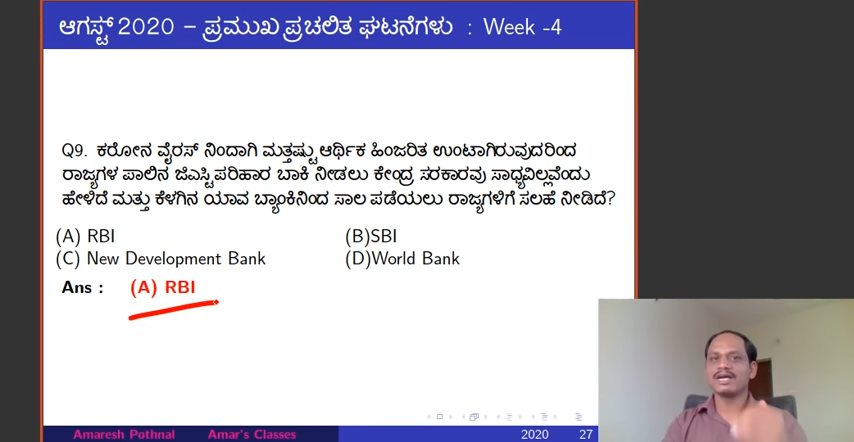 ಆಗಸ್ಟ್ 2020 – ಪ್ರಮುಖ ಪ್ರಚಲಿತ ಘಟನೆಗಳು : Week -4
Q9. ಕರೋನ ವೈರಸ್ ನಿಂದಾಗಿ ಮತ್ತಷ್ಟು ಆರ್ಥಿಕ ಹಿಂಜರಿತ ಉಂಟಾಗಿರುವುದರಿಂದ
ರಾಜ್ಯಗಳ ಪಾಲಿನ ಜಿಎಸ್ಟಿ ಪರಿಹಾರ ಬಾಕಿ ನೀಡಲು ಕೇಂದ್ರ ಸರಕಾರವು ಸಾಧ್ಯವಿಲ್ಲವೆಂದು
ಹೇಳಿದೆ ಮತ್ತು ಕೆಳಗಿನ ಯಾವ ಬ್ಯಾಂಕಿನಿಂದ ಸಾಲ ಪಡೆಯಲು ರಾಜ್ಯಗಳಿಗೆ ಸಲಹೆ ನೀಡಿದೆ?
(A) RBI (B)SBI
(C) New Development Bank (D)World Bank
Ans : (A) RBI
Amaresh Pothnal Amar's Classes 2020 27